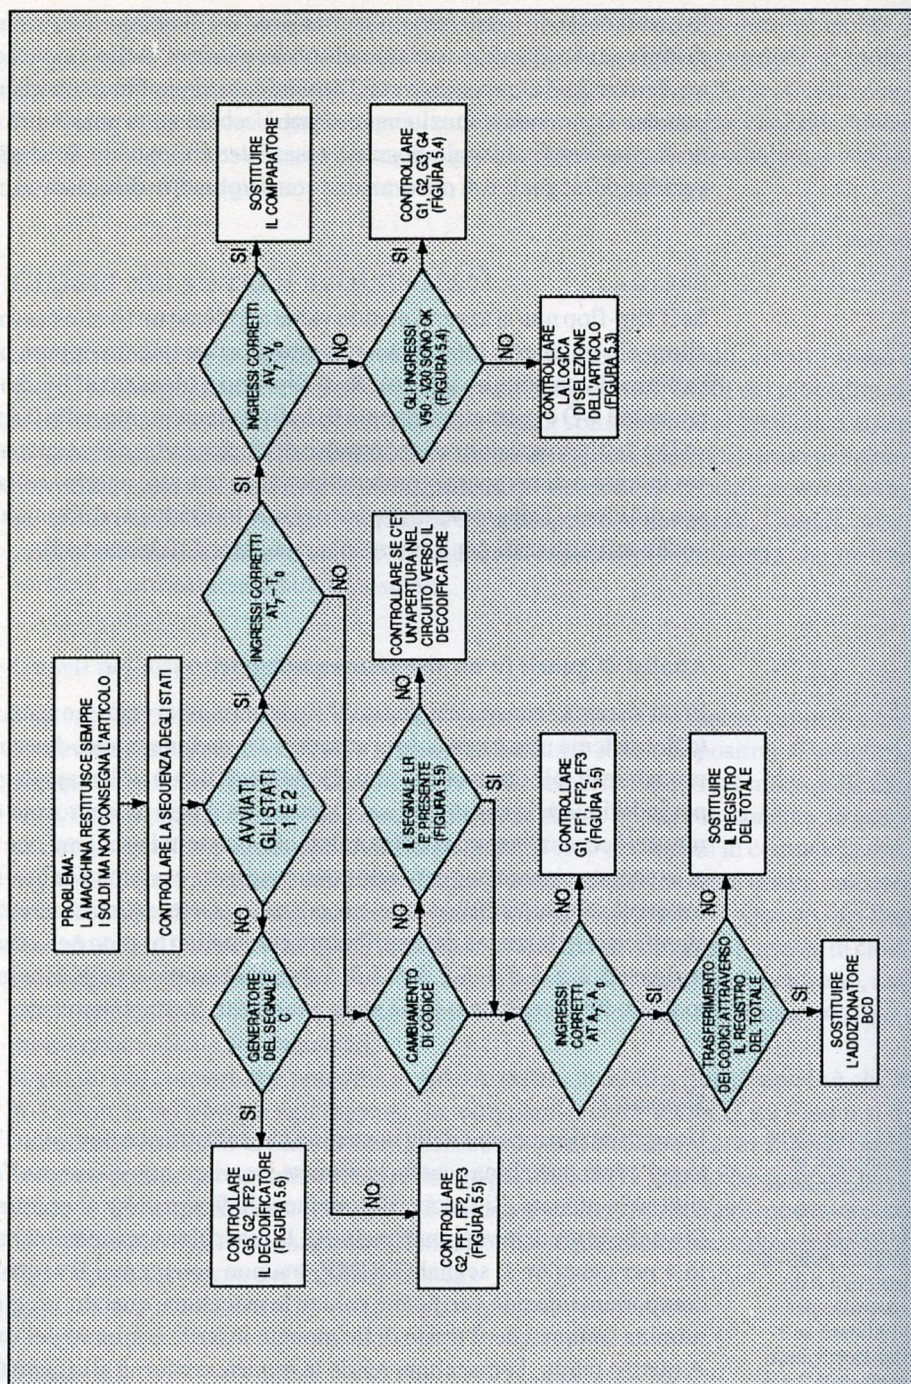 PROBLEMA:
LA MACCHINA RESTITUISCE SEMPRE
I SOLDI MA NON CONSEGNA L'ARTICOLO
CONTROLLARE LA SEQUENZA DEGLI STATI
AVVIATI
GLI STATI
1 E 2
NO
SI
GENERATORE
DEL SEGNALE
C
SI
NO
CONTROLLARE
G5, G2, FF2 E
IL DECODIFICATORE
(FIGURA 5.6)
CONTROLLARE
G2, FF1, FF2, FF3
(FIGURA 5.5)
INGRESSI CORRETTI
AT7 – T0
SI
NO
INGRESSI CORRETTI
AV7 - V0
SI
NO
SOSTITUIRE
IL COMPARATORE
GLI INGRESSI
V50 - V30 SONO OK
(FIGURA 5.4)
SI
NO
CONTROLLARE
G1, G2, G3, G4
(FIGURA 5.4)
CONTROLLARE
LA LOGICA
DI SELEZIONE
DELL'ARTICOLO
(FIGURA 5.3)
CAMBIAMENTO
DI CODICE
IL SEGNALE LR
E' PRESENTE
(FIGURA 5.5)
NO
SI
CONTROLLARE SE C'E'
UN'APERTURA NEL
CIRCUITO VERSO IL
DECODIFICATORE
INGRESSI
CORRETTI
AT A7- A0
NO
SI
CONTROLLARE
G1, FF1, FF2, FF3
(FIGURA 5.5)
TRASFERIMENTO
DEI CODICI ATTRAVERSO
IL REGISTRO
DEL TOTALE
NO
SI
SOSTITUIRE
IL REGISTRO
DEL TOTALE
SOSTITUIRE
L'ADDIZIONATORE
BCD